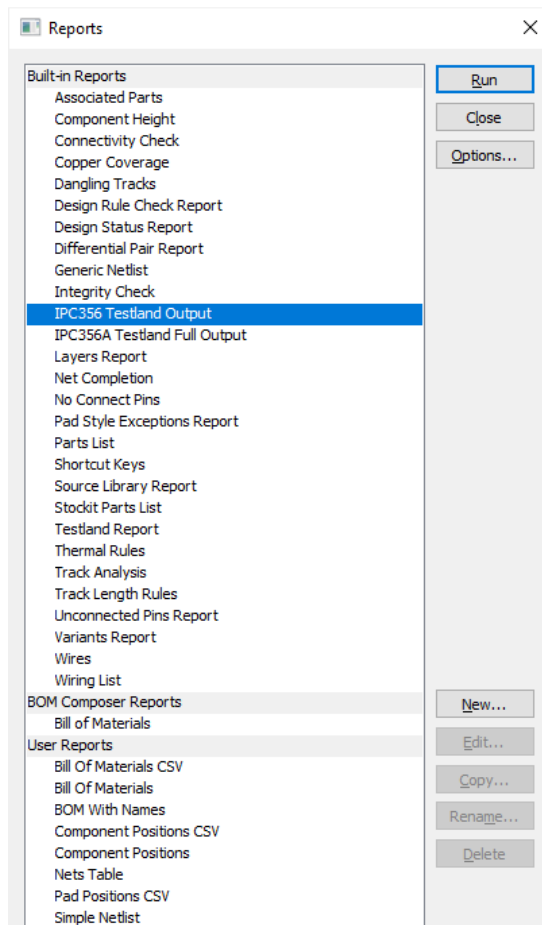 Reports
Built-in Reports
Associated Parts
Component Height
Connectivity Check
Copper Coverage
Dangling Tracks
Design Rule Check Report
Design Status Report
Differential Pair Report
Generic Netlist
Integrity Check
IPC356 Testland Output
IPC356A Testland Full Output
Layers Report
Net Completion
No Connect Pins
Pad Style Exceptions Report
Parts List
Shortcut Keys
Source Library Report
Stockit Parts List
Testland Report
Thermal Rules
Track Analysis
Track Length Rules
Unconnected Pins Report
Variants Report
Wires
Wiring List
BOM Composer Reports
Bill of Materials
User Reports
Bill Of Materials CSV
Bill Of Materials
BOM With Names
Component Positions CSV
Component Positions
Nets Table
Pad Positions CSV
Simple Netlist
Run
Close
Options...
New...
Edit...
Copy...
Rename...
Delete